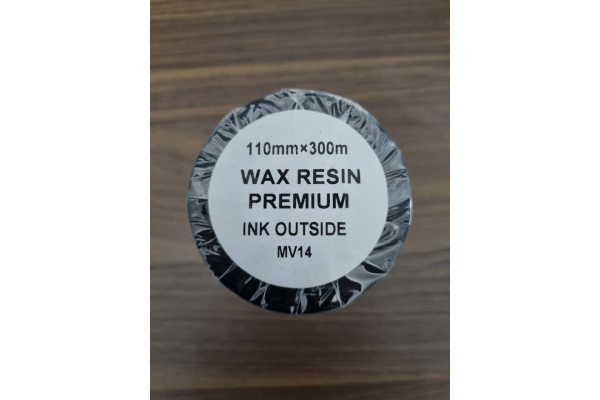 110mm×300m
WAX RESIN
PREMIUM
INK OUTSIDE
MV14